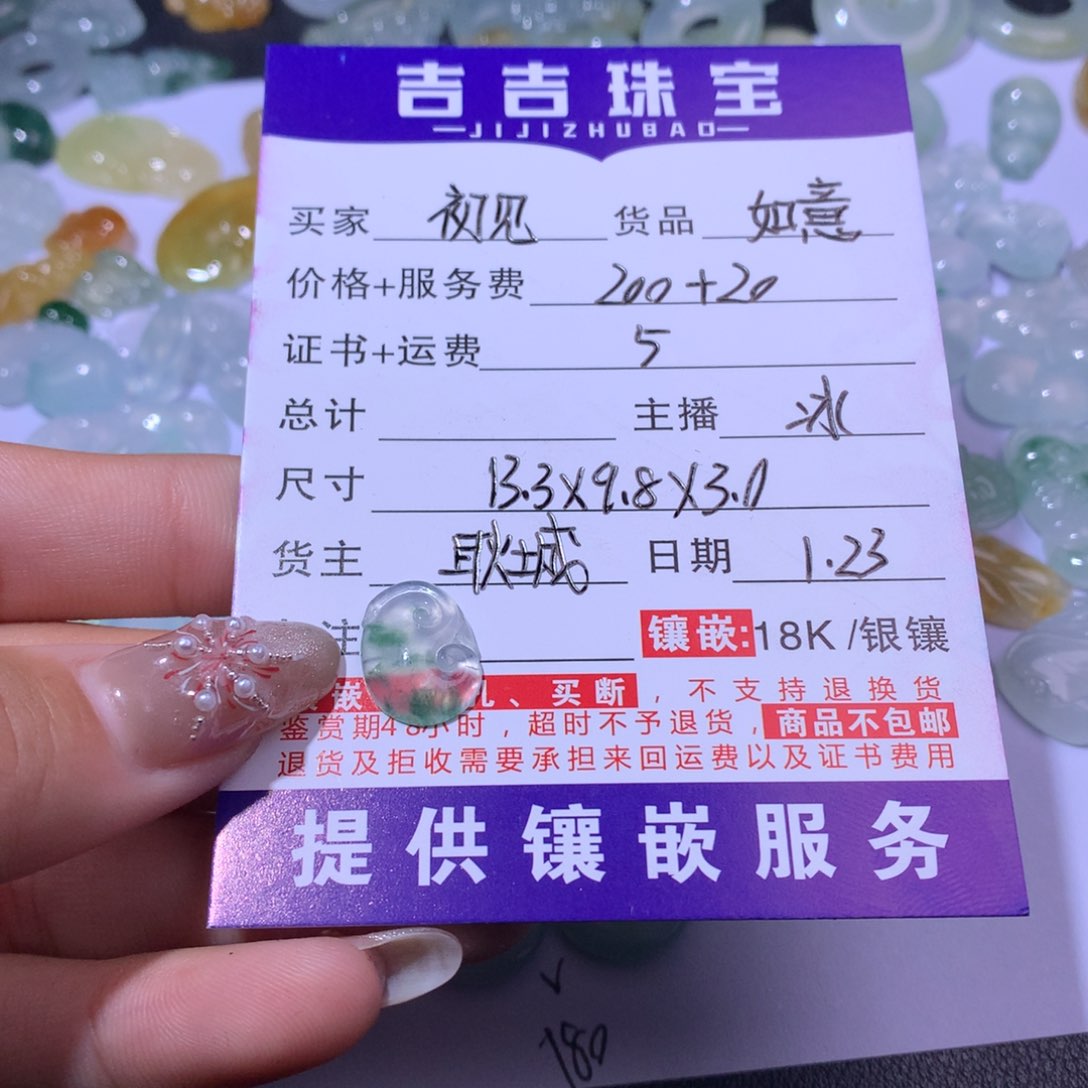 吉吉珠宝
JIJIZHUBAO
买家 初见 货品 如意
价格+服务费 200+20
证书+运费 5
总计 主播 冰
尺寸 13.3X9.8X3.0
货主 耿城 日期 1.23
注 镶嵌:18K/银镶
嵌 孔、买断，不支持退换货
鉴赏期48小时，超时不予退货，商品不包邮
退货及拒收需要承担来回运费以及证书费用
提供镶嵌服务
180